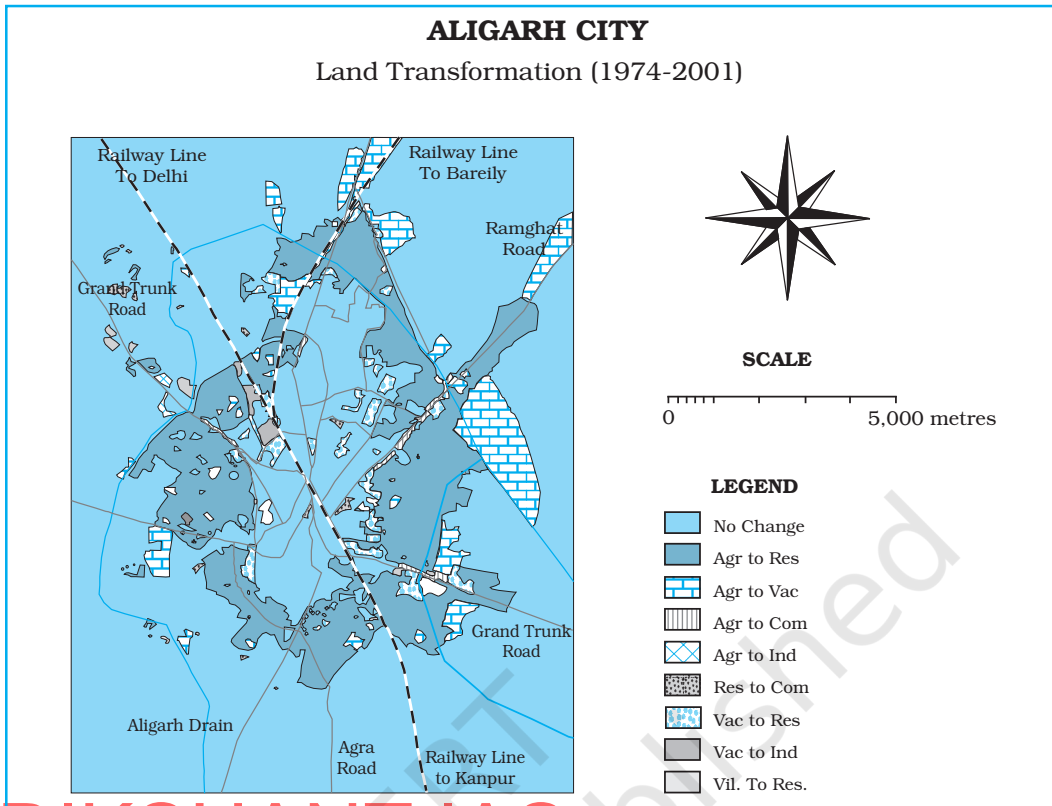 ALIGARH CITY
Land Transformation (1974-2001)
Railway Line
To Delhi
Railway Line
To Bareily
Ramghat
Road
Grand Trunk
Road
SCALE
0
5,000 metres
LEGEND
No Change
Agr to Res
Agr to Vac
Agr to Com
Agr to Ind
Res to Com
Vac to Res
Vac to Ind
Vil. To Res.
Grand Trunk
Road
Aligarh Drain
Agra
Road
Railway Line
to Kanpur